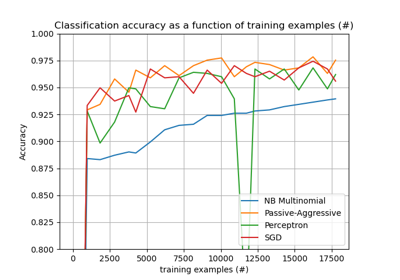 Classification accuracy as a function of training examples (#)
1.000
0.975
0.950
0.925
0.900
0.875
0.850
0.825
0.800
Accuracy
NB Multinomial
Passive-Aggressive
Perceptron
SGD
0 2500 5000 7500 10000 12500 15000 17500
training examples (#)